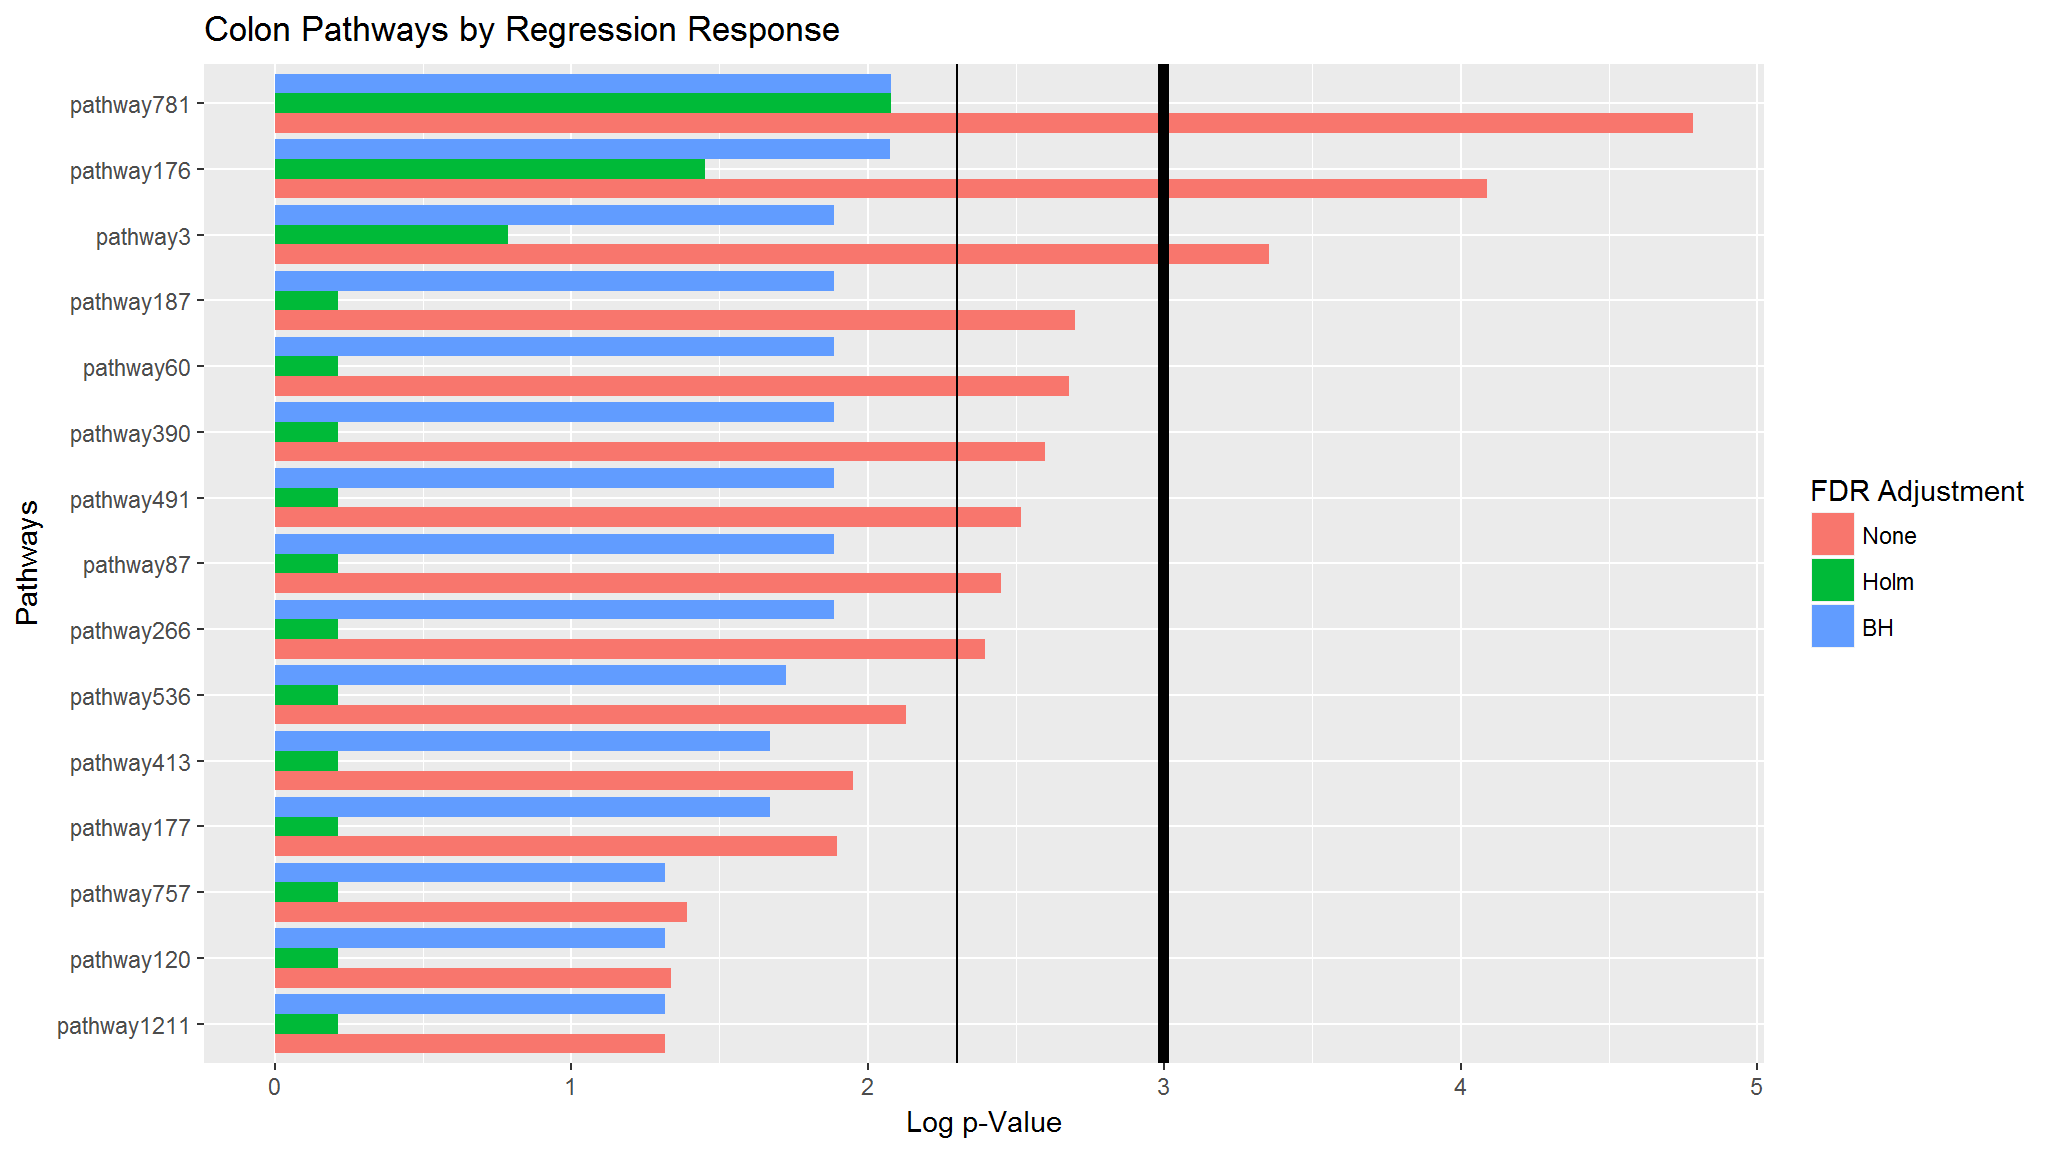 Colon Pathways by Regression Response
Pathways
pathway781
pathway176
pathway3
pathway187
pathway60
pathway390
pathway491
pathway87
pathway266
pathway536
pathway413
pathway177
pathway757
pathway120
pathway1211
0 1 2 3 4 5
Log p-Value
FDR Adjustment
None
Holm
BH